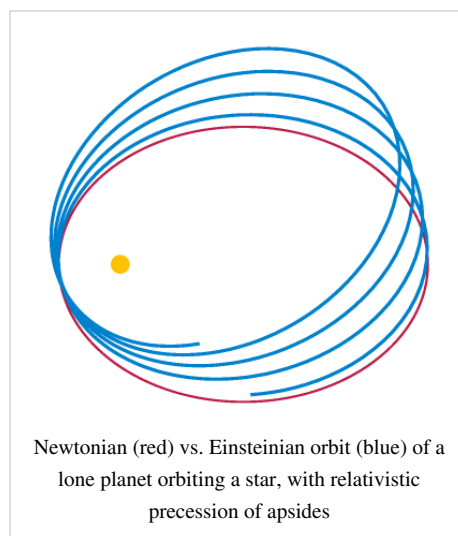 Newtonian (red) vs. Einsteinian orbit (blue) of a
lone planet orbiting a star, with relativistic
precession of apsides